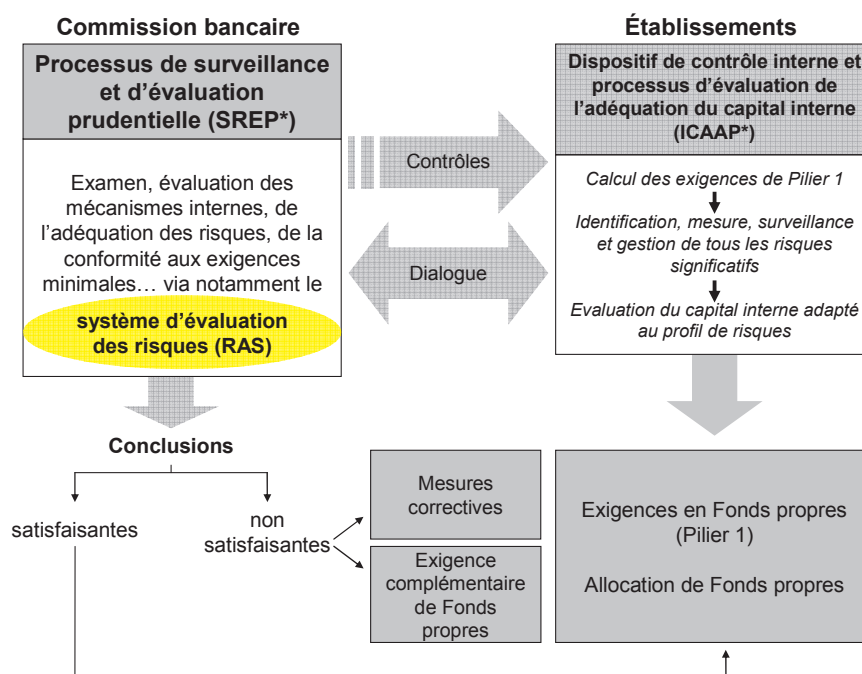 Commission bancaire
Processus de surveillance
et d'évaluation
prudentielle (SREP*)
Examen, évaluation des
mécanismes internes, de
l'adéquation des risques, de la
conformité aux exigences
minimales… via notamment le
système d'évaluation
des risques (RAS)
Contrôles
Dialogue
Établissements
Dispositif de contrôle interne et
processus d'évaluation de
l'adéquation du capital interne
(ICAAP*)
Calcul des exigences de Pilier 1
Identification, mesure, surveillance
et gestion de tous les risques
significatifs
Evaluation du capital interne adapté
au profil de risques
Conclusions
satisfaisantes
non
satisfaisantes
Mesures
correctives
Exigence
complémentaire
de Fonds
propres
Exigences en Fonds propres
(Pilier 1)
Allocation de Fonds propres